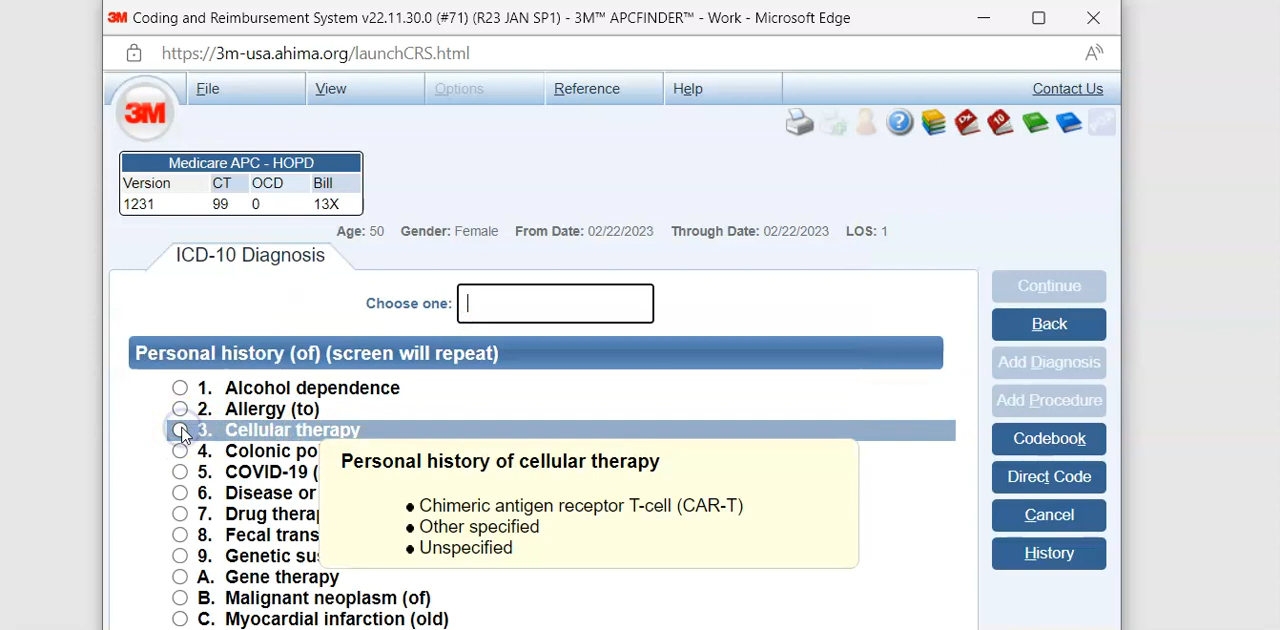 3M Coding and Reimbursement System v22.11.30.0 (#71) (R23 JAN SP1) - 3M™ APCFINDER™ - Work - Microsoft Edge
https://3m-usa.ahima.org/launchCRS.html
3M File View Options Reference Help Contact Us
Medicare APC - HOPD
Version CT OCD Bill
1231 99 0 13X
Age: 50 Gender: Female From Date: 02/22/2023 Through Date: 02/22/2023 LOS: 1
ICD-10 Diagnosis
Continue
Choose one:
Back
Personal history (of) (screen will repeat)
Add Diagnosis
1. Alcohol dependence
Add Procedure
2. Allergy (to)
3. Cellular therapy
Codebook
4. Colonic po
Personal history of cellular therapy
5. COVID-19 (
Direct Code
6. Disease or
Chimeric antigen receptor T-cell (CAR-T)
7. Drug thera
Cancel
Other specified
8. Fecal trans
Unspecified
9. Genetic su
History
A. Gene therapy
B. Malignant neoplasm (of)
C. Myocardial infarction (old)